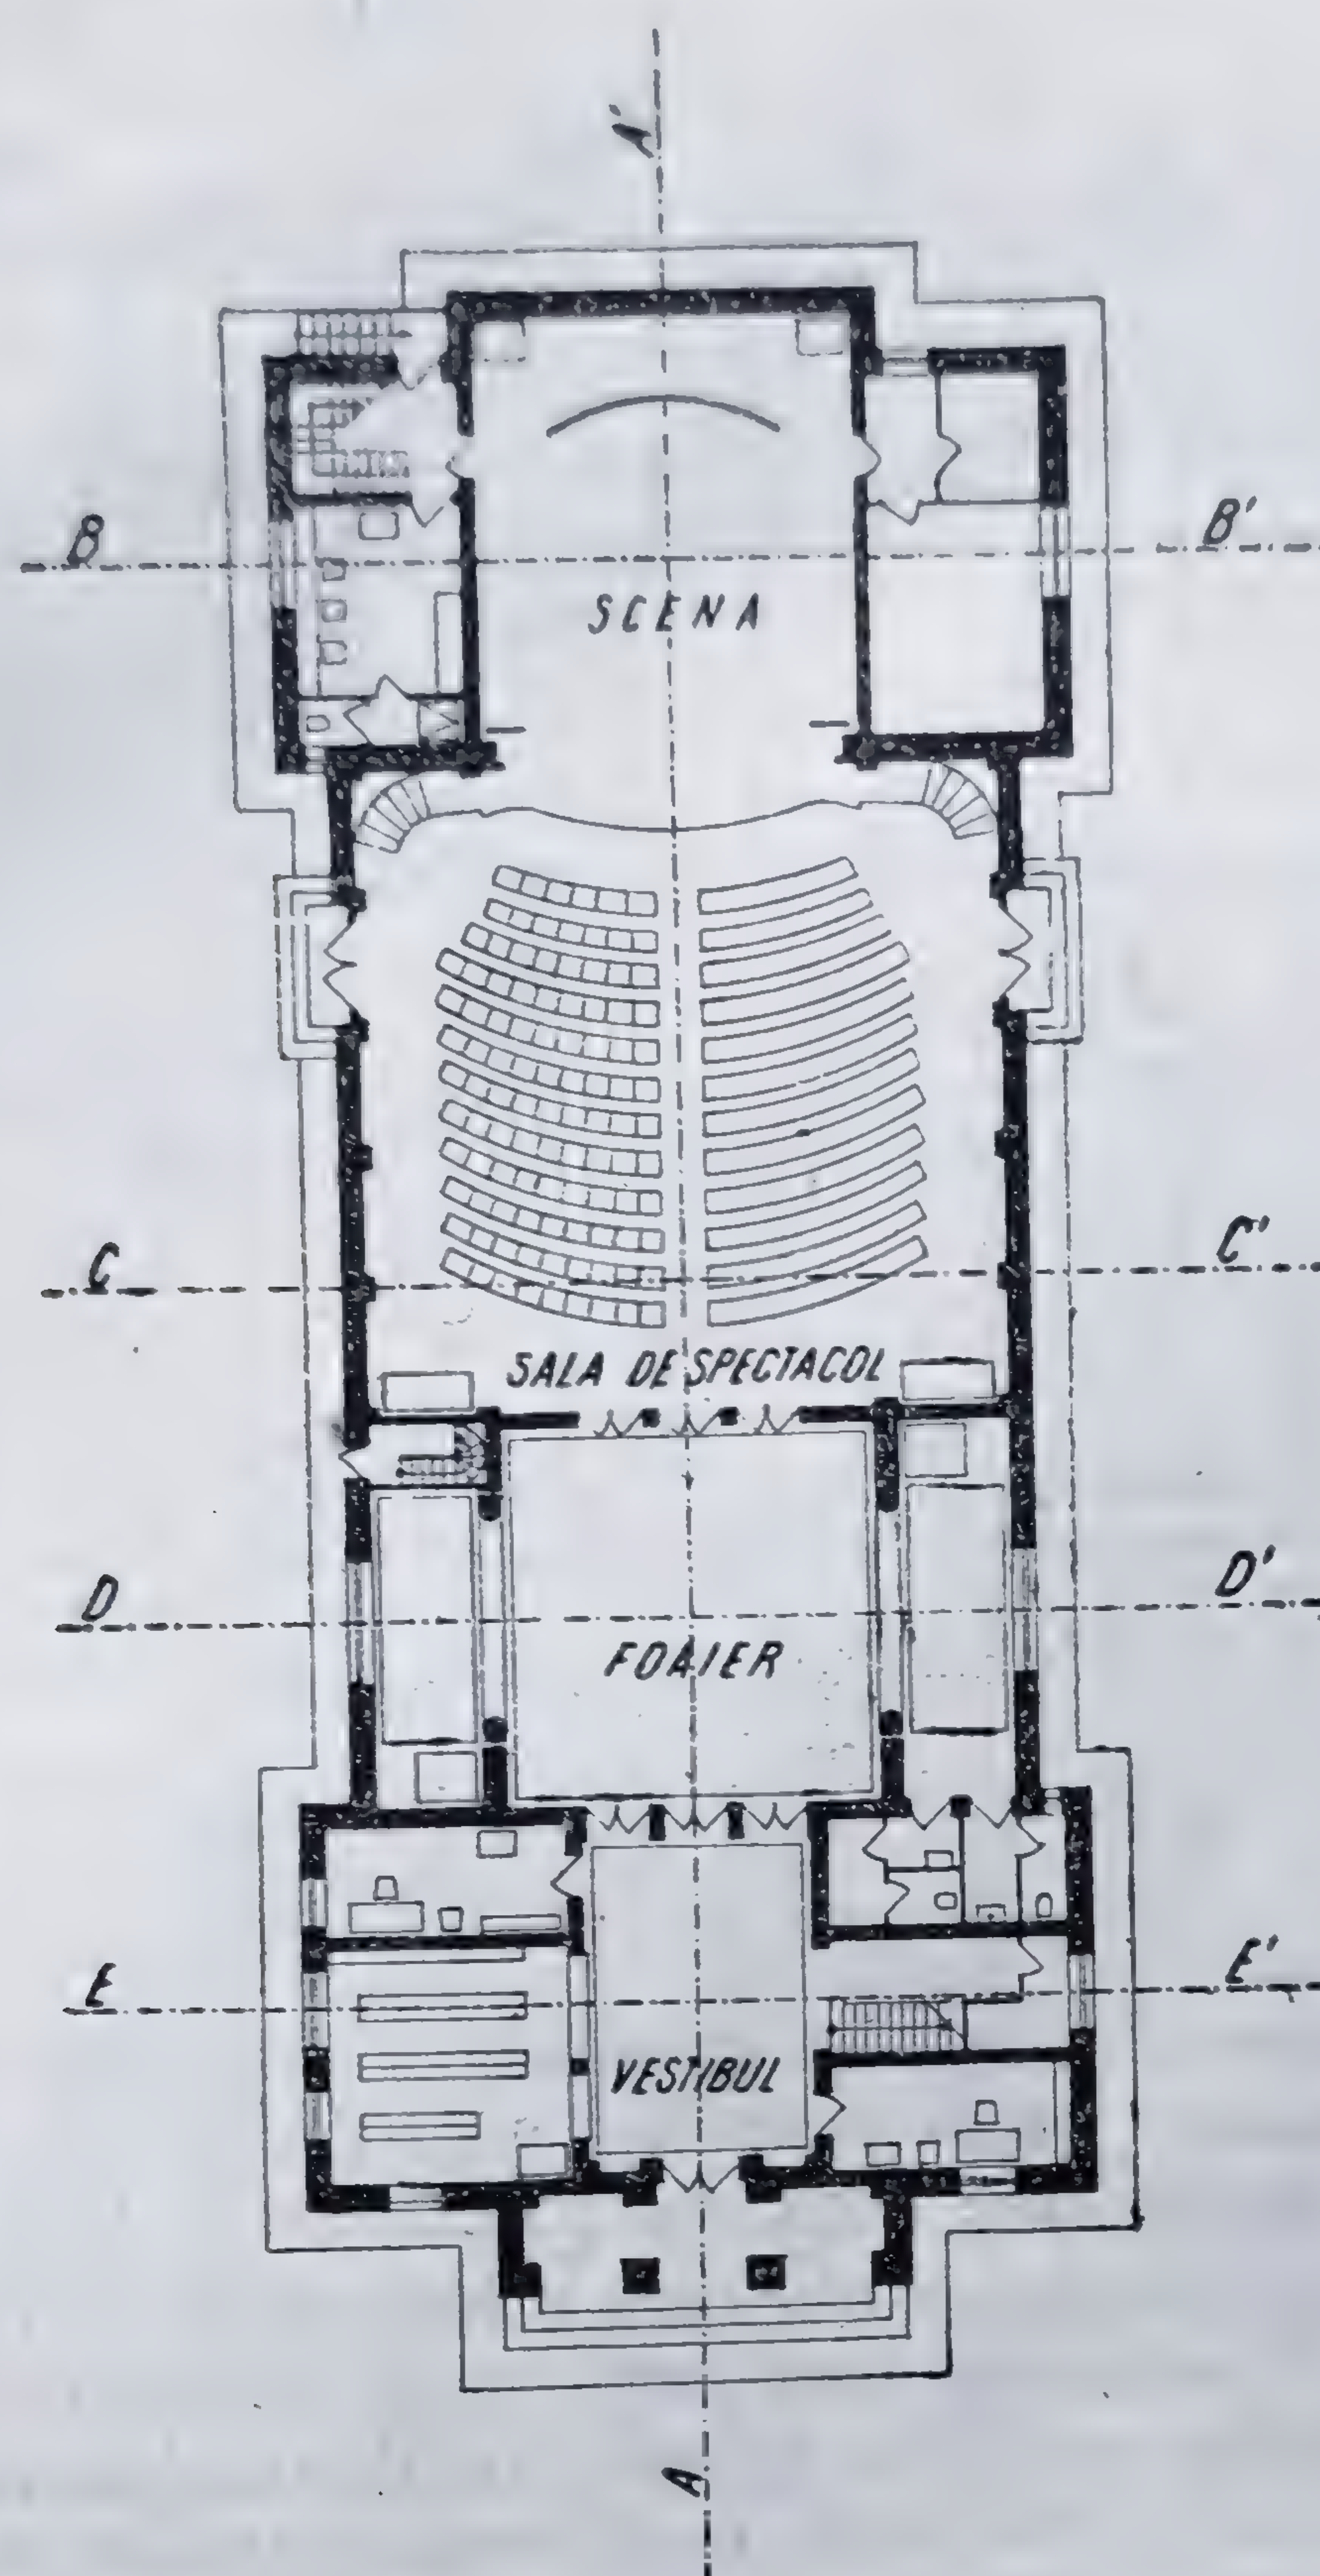 A'
B
B'
SCENA
C
C'
SALA DE SPECTACOL
D
D'
FOAIER
E
E'
VESTIBUL
A